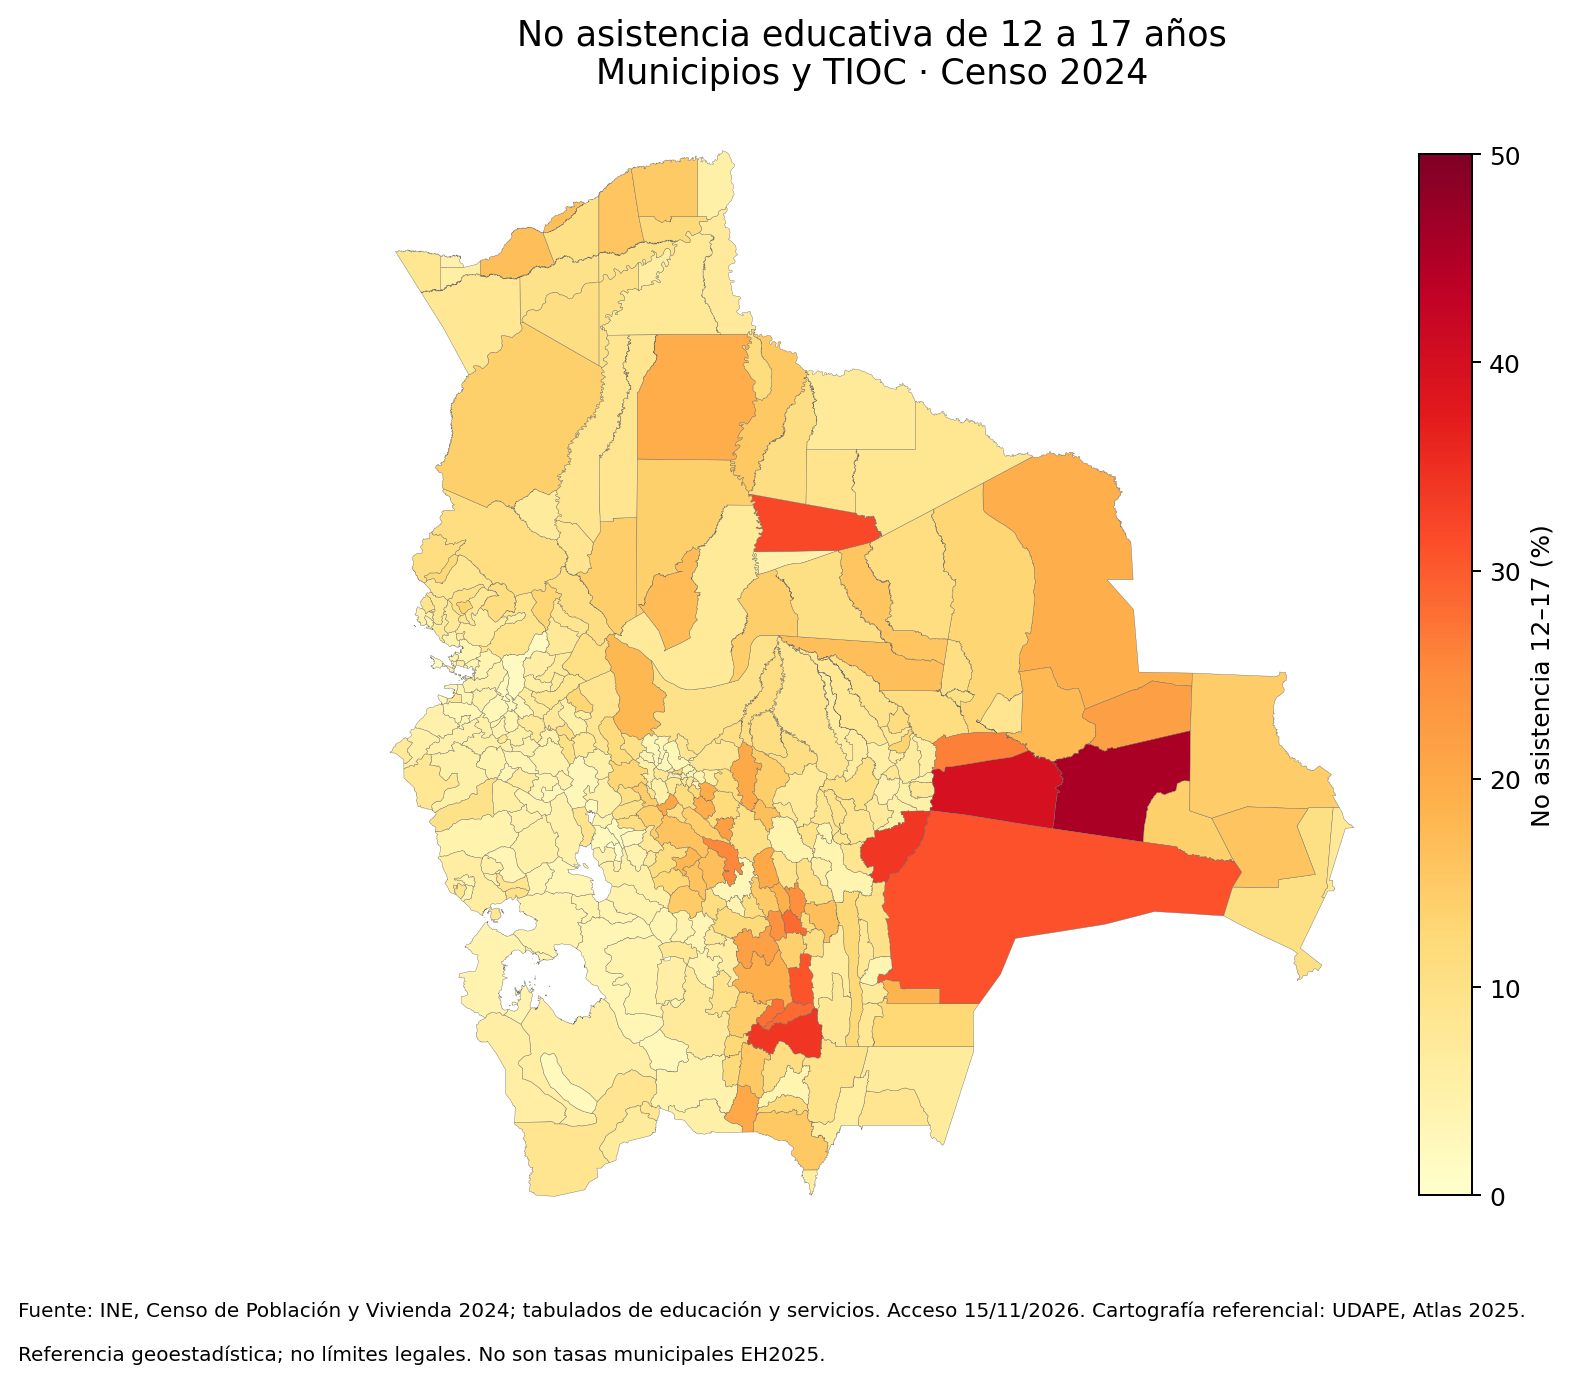 No asistencia educativa de 12 a 17 años
Municipios y TIOC · Censo 2024
50
40
30
20
10
0
No asistencia 12–17 (%)
Fuente: INE, Censo de Población y Vivienda 2024; tabulados de educación y servicios. Acceso 15/11/2026. Cartografía referencial: UDAPE, Atlas 2025.
Referencia geoestadística; no límites legales. No son tasas municipales EH2025.